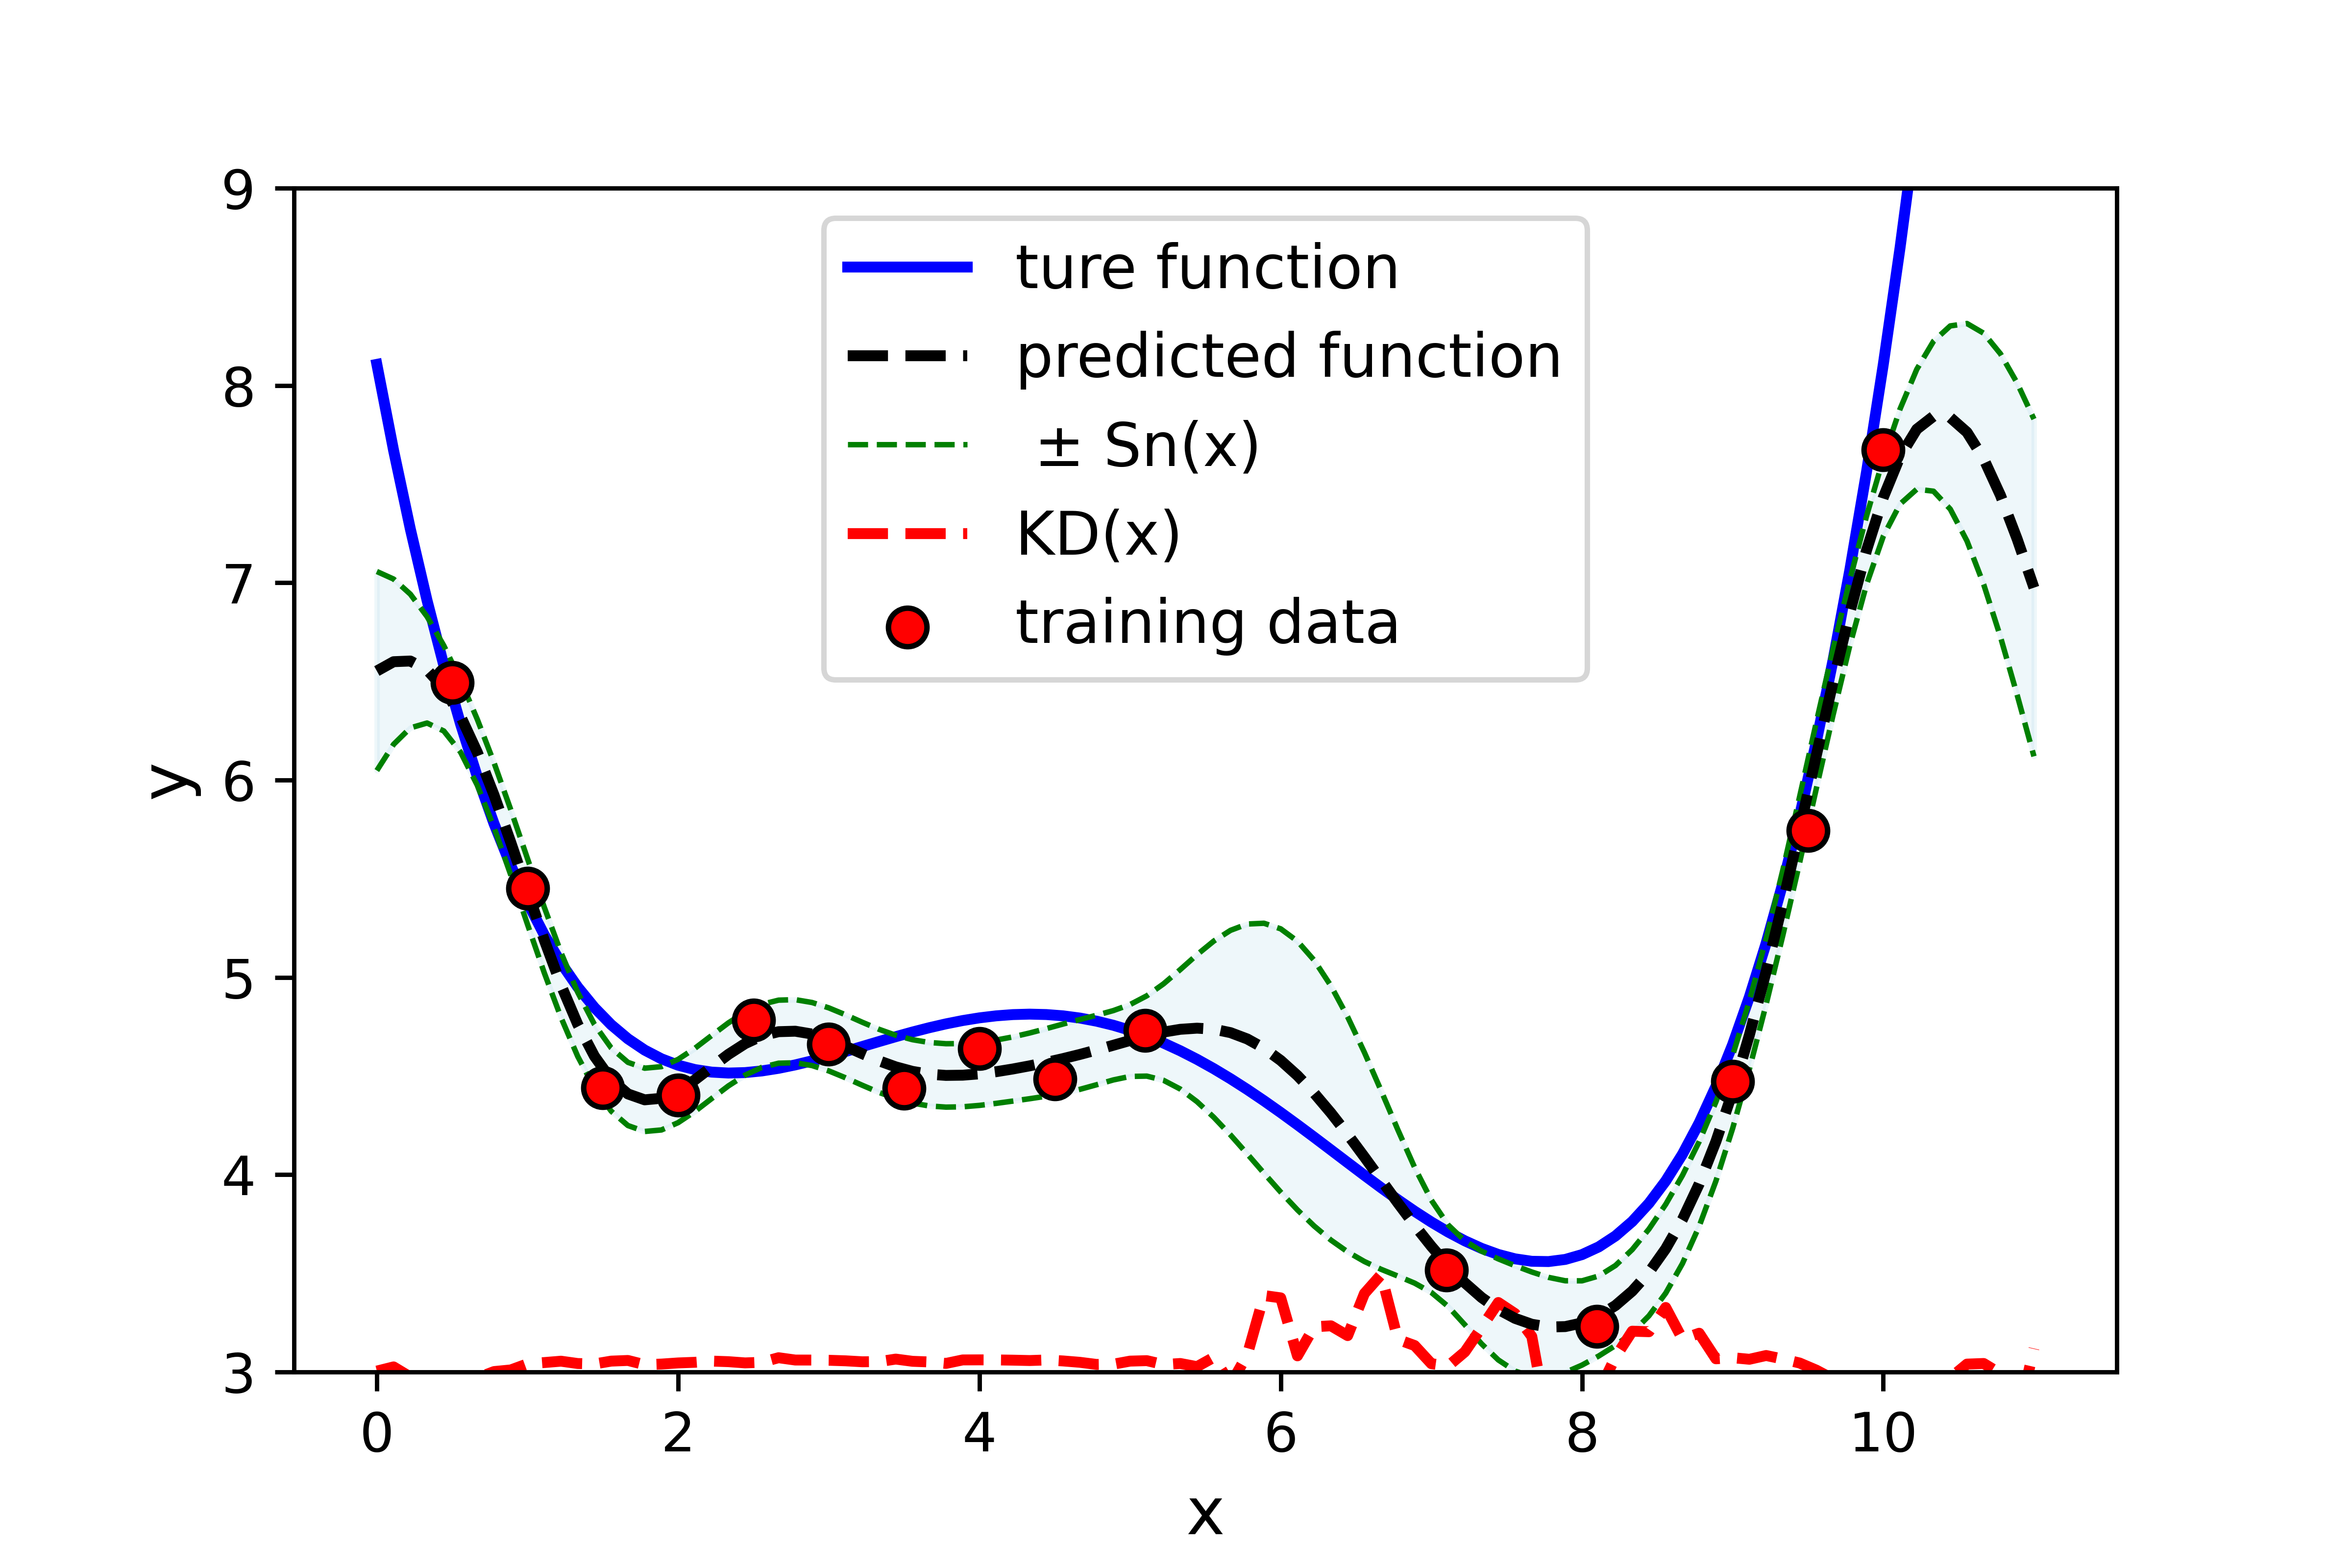 9
8
7
6
5
4
3
y
ture function
predicted function
± Sn(x)
KD(x)
training data
0 2 4 6 8 10
x